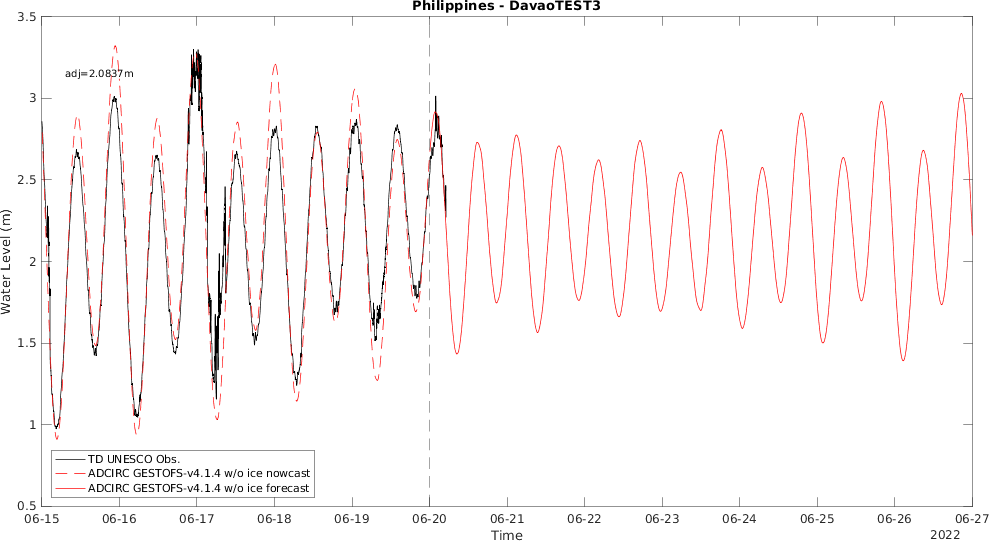 Philippines - DavaoTEST3
adj=2.0837m
Water Level (m)
3.5
3
2.5
2
1.5
1
0.5
TD UNESCO Obs.
ADCIRC GESTOFS-v4.1.4 w/o ice nowcast
ADCIRC GESTOFS-v4.1.4 w/o ice forecast
06-15 06-16 06-17 06-18 06-19 06-20 06-21 06-22 06-23 06-24 06-25 06-26 06-27
Time
2022